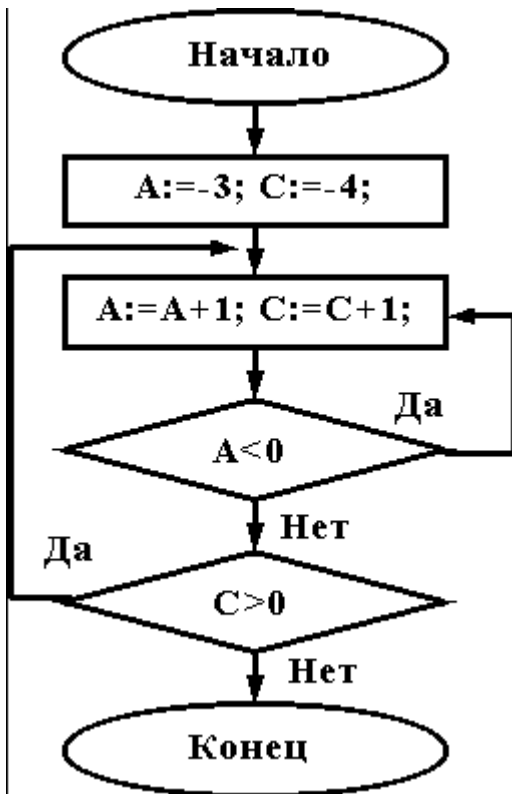 Начало
A:=-3; C:=-4;
A:=A+1; C:=C+1;
Да
A<0
Нет
Да
C>0
Нет
Конец